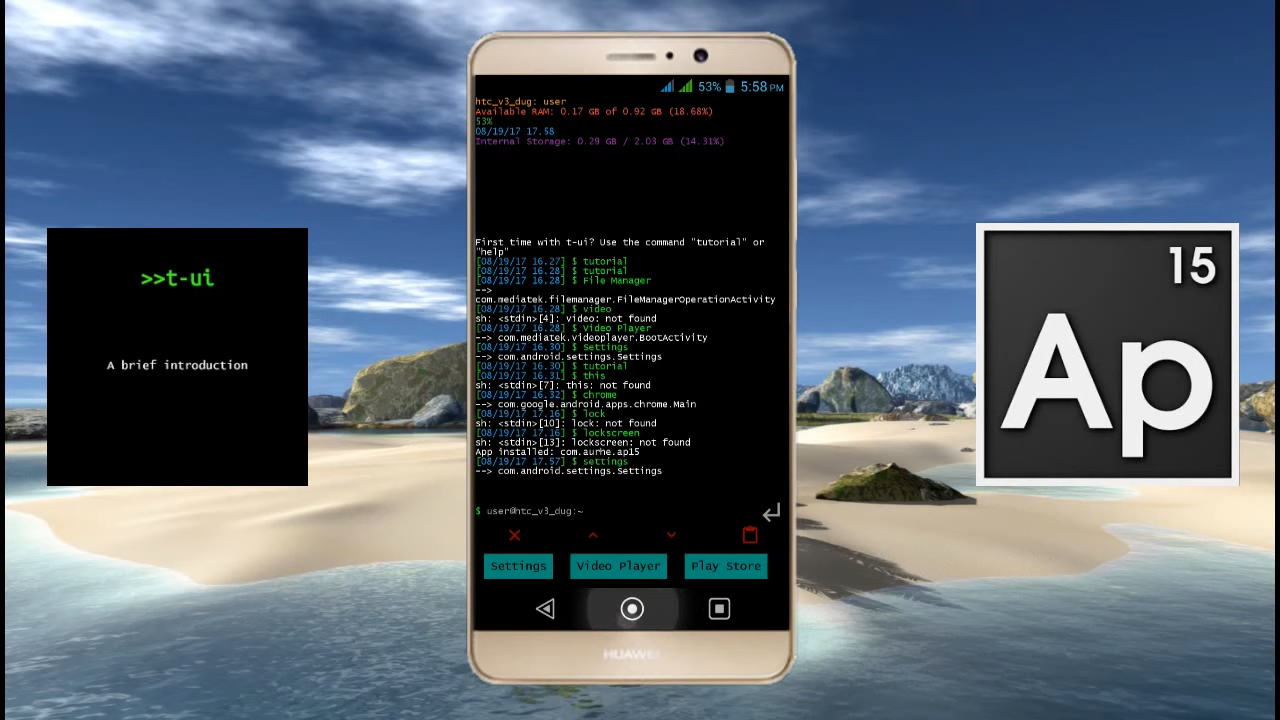 >>t-ui
A brief introduction
53% 5:58 PM
htc_v3_dug: user
Available RAM: 0.17 GB of 0.92 GB (18.68%)
53%
08/19/17 17.58
Internal Storage: 0.29 GB / 2.03 GB (14.31%)
First time with t-ui? Use the command "tutorial" or
"help"
[08/19/17 16.27] $ tutorial
[08/19/17 16.28] $ tutorial
[08/19/17 16.28] $ File Manager
-->
com.mediatek.filemanager.FileManagerOperationActivity
[08/19/17 16.28] $ video
sh: <stdin>[4]: video: not found
[08/19/17 16.28] $ Video Player
--> com.mediatek.videoplayer.BootActivity
[08/19/17 16.30] $ Settings
--> com.android.settings.Settings
[08/19/17 16.30] $ tutorial
[08/19/17 16.31] $ this
sh: <stdin>[7]: this: not found
[08/19/17 16.32] $ chrome
--> com.google.android.apps.chrome.Main
[08/19/17 17.16] $ lock
sh: <stdin>[10]: lock: not found
[08/19/17 17.16] $ lockscreen
sh: <stdin>[13]: lockscreen: not found
App installed: com.aurhe.ap15
[08/19/17 17.57] $ settings
--> com.android.settings.Settings
$ user@htc_v3_dug:~
Settings Video Player Play Store
HUAWEI
15
Ap